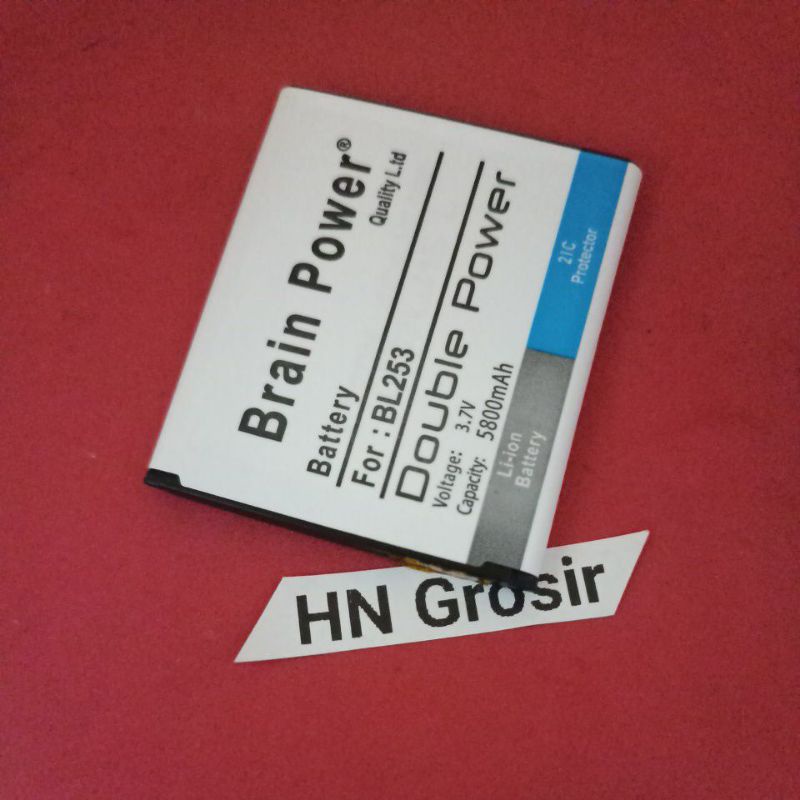 Brain Power®
Quality L.td
Battery
For : BL253
Double Power
Voltage: 3.7V
Capacity: 5800mAh
Li-ion
Battery
2IC
Protector
HN Grosir